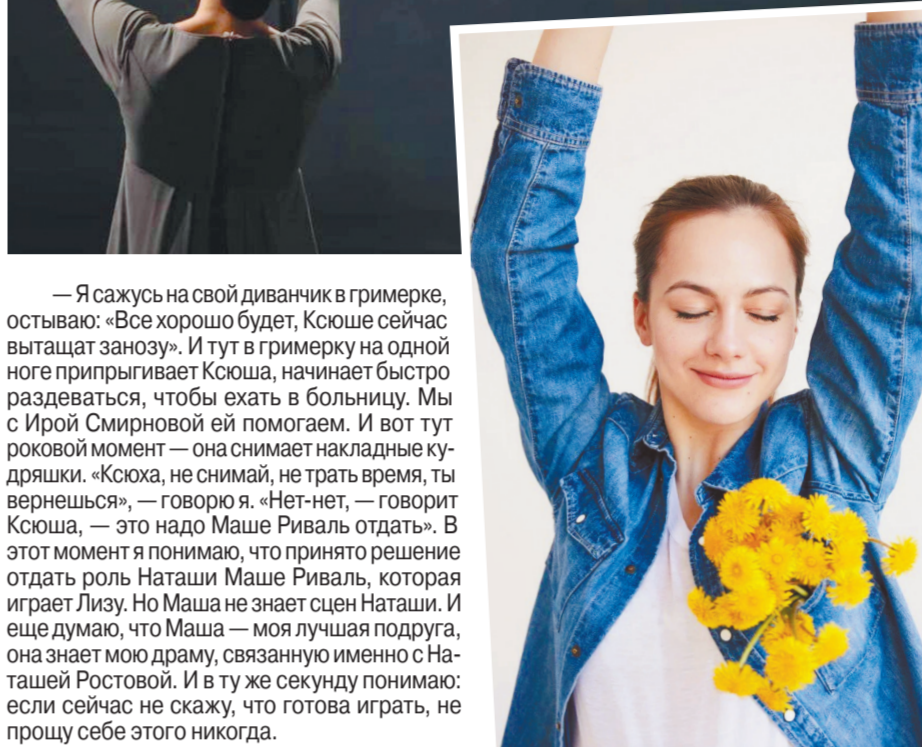 — Я сажусь на свой диванчик в гримерке,
остываю: «Все хорошо будет, Ксюше сейчас
вытащат занозу». И тут в гримерку на одной
ноге припрыгивает Ксюша, начинает быстро
раздеваться, чтобы ехать в больницу. Мы
с Ирой Смирновой ей помогаем. И вот тут
роковой момент — она снимает накладные ку-
дряшки. «Ксюха, не снимай, не трать время, ты
вернешься», — говорю я. «Нет-нет, — говорит
Ксюша, — это надо Маше Риваль отдать». В
этот момент я понимаю, что принято решение
отдать роль Наташи Маше Риваль, которая
играет Лизу. Но Маша не знает сцен Наташи. И
еще думаю, что Маша — моя лучшая подруга,
она знает мою драму, связанную именно с На-
ташей Ростовой. И в ту же секунду понимаю:
если сейчас не скажу, что готова играть, не
прощу себе этого никогда.